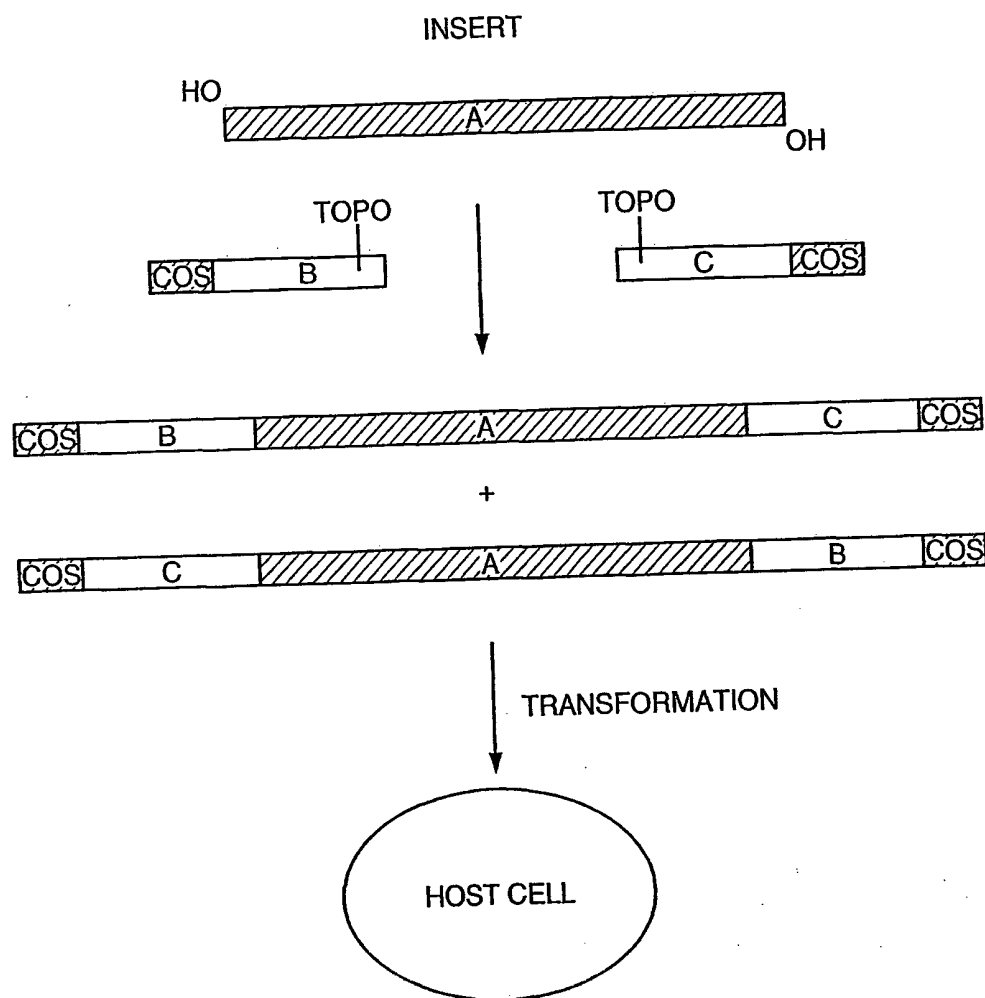 INSERT
HO
A
OH
TOPO
TOPO
COS B
C COS
COS B A C COS
+
COS C A B COS
TRANSFORMATION
HOST CELL